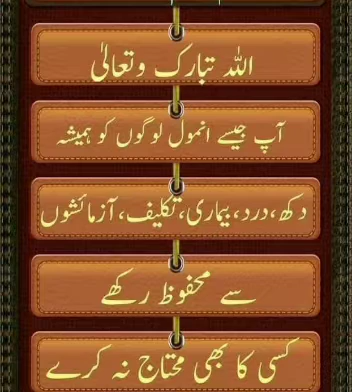 اللہ تبارک وتعالیٰ
آپ جیسے انمول لوگوں کو ہمیشہ
دکھ،درد،بیماری،تکلیف،آزمائشوں
سے محفوظ رکھے
کسی کا بھی محتاج نہ کرے